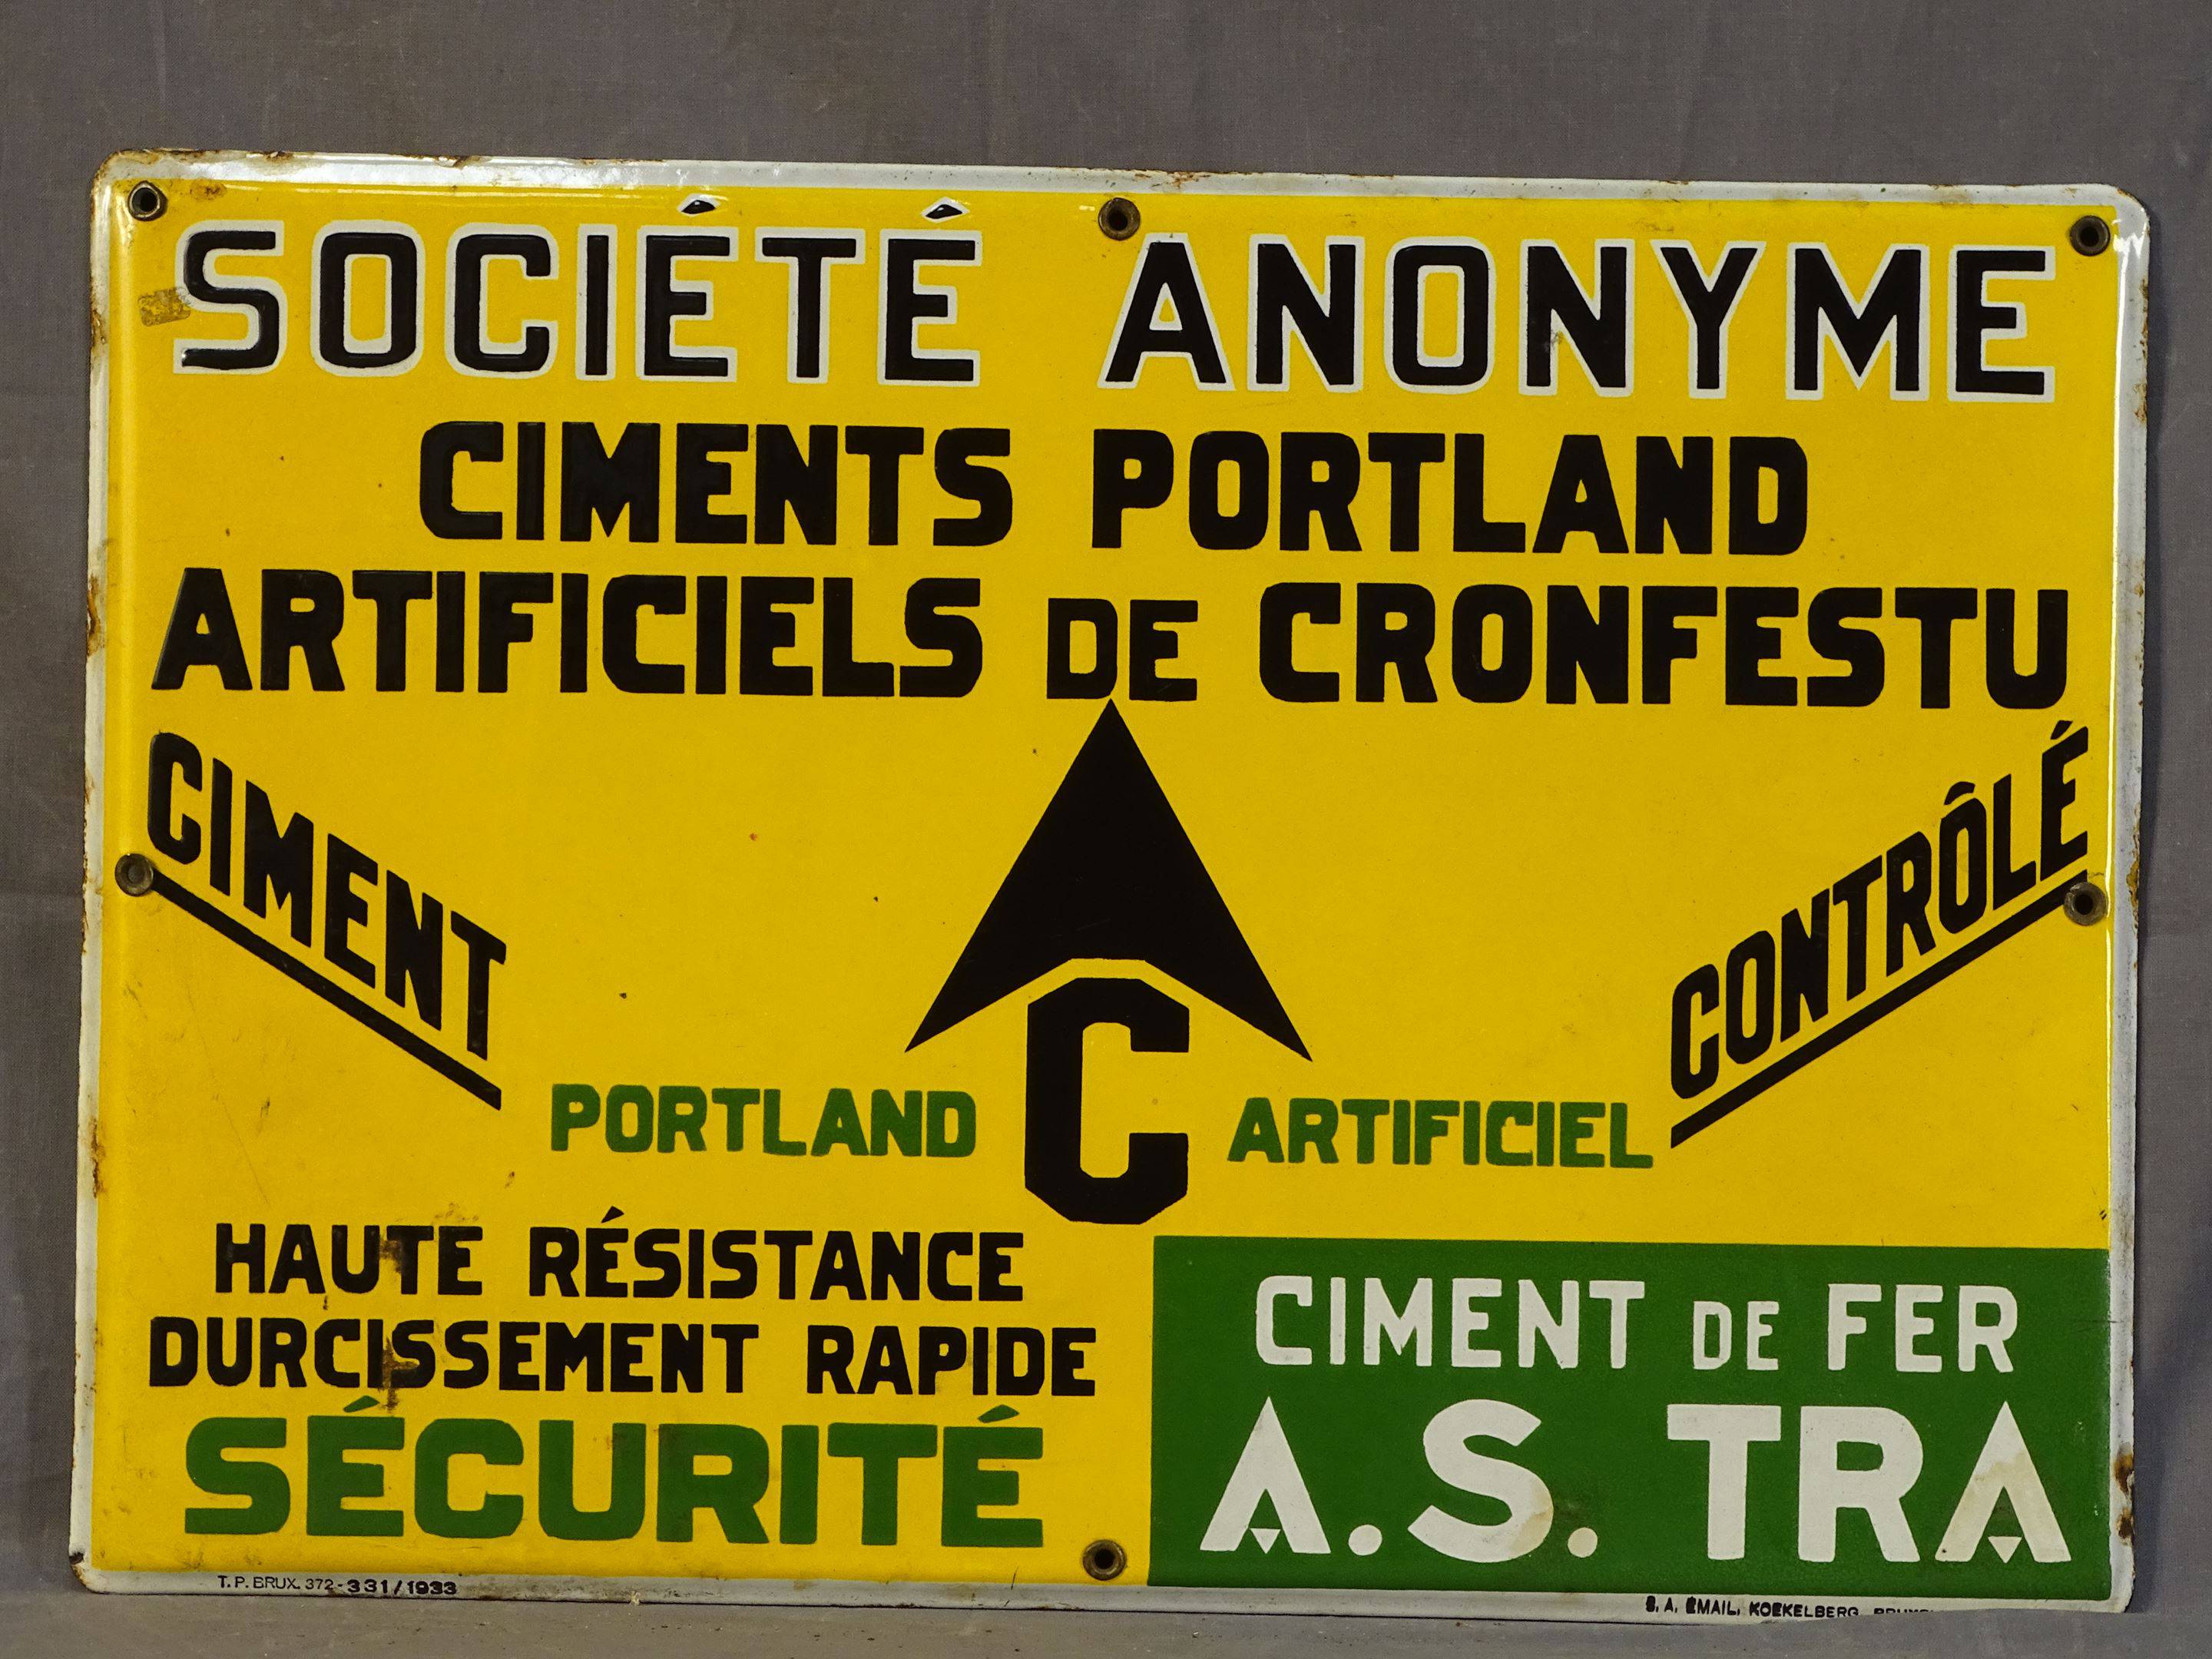 SOCIÉTÉ ANONYME
CIMENTS PORTLAND
ARTIFICIELS DE CRONFESTU
CIMENT
CONTRÔLÉ
C
PORTLAND ARTIFICIEL
HAUTE RÉSISTANCE
DURCISSEMENT RAPIDE
SÉCURITÉ
CIMENT DE FER
A.S. TRA
T.P. BRUX. 372-331/1933
S.A. EMAIL. KOEKELBERG